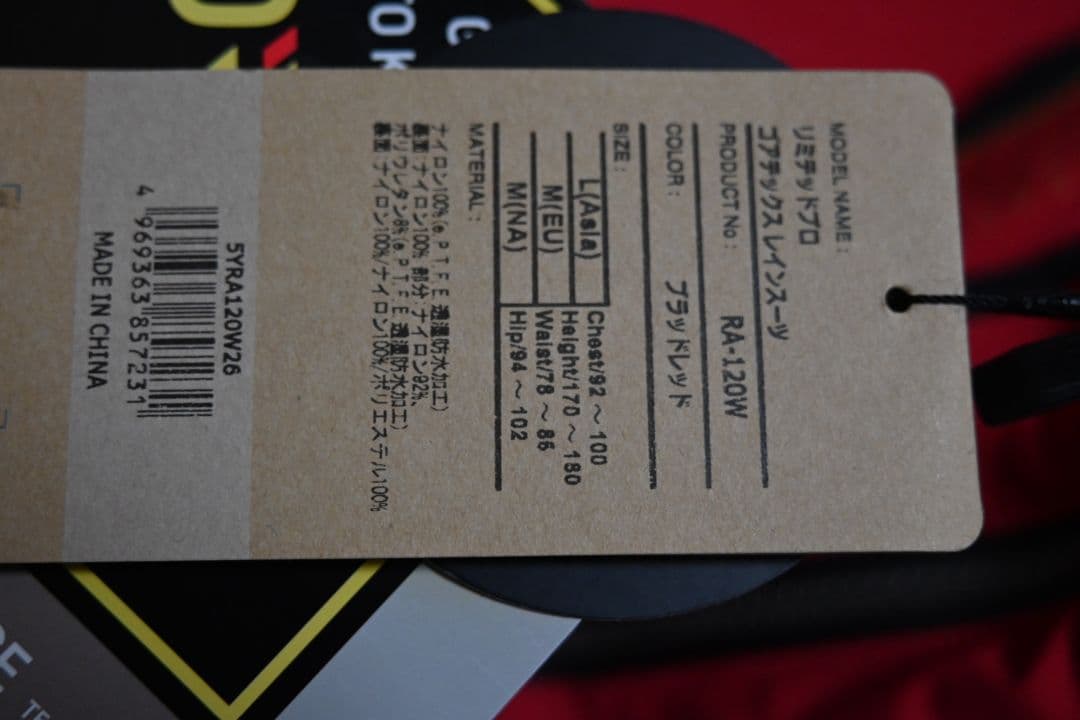 MODEL NAME :
リミテッドプロ
ゴアテックス レインスーツ
PRODUCT No : RA-120W
COLOR : ブラッドレッド
SIZE :
L(Asia) Chest/92 ~ 100
M(EU) Height/170 ~ 180
M(NA) Waist/78 ~ 86
Hip/94 ~ 102
MATERIAL :
ナイロン100%(e.P.T.F.E.透湿防水加工)
裏面:ナイロン100% 部分:ナイロン92%、
ポリウレタン8%(e.P.T.F.E.透湿防水加工)
裏面:ナイロン100%/ナイロン100%/ポリエステル100%
5YRA120W26
4 969363 857231
MADE IN CHINA
TO K